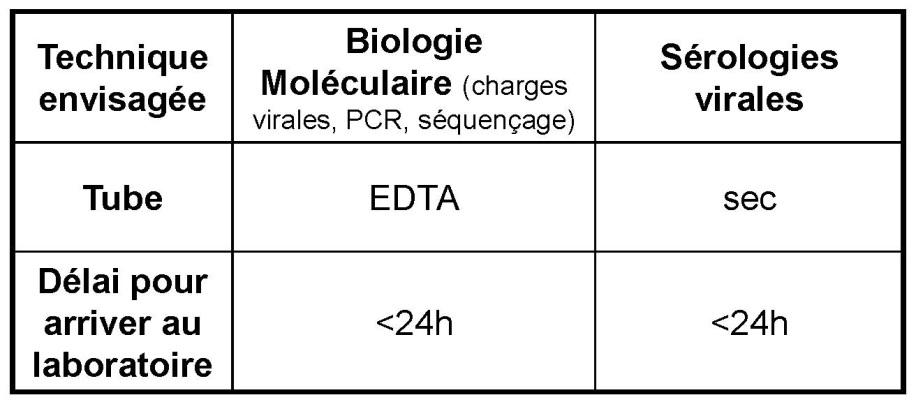 Technique
envisagée
Biologie
Moléculaire (charges
virales, PCR, séquençage)
Sérologies
virales
Tube
EDTA
sec
Délai pour
arriver au
laboratoire
<24h
<24h